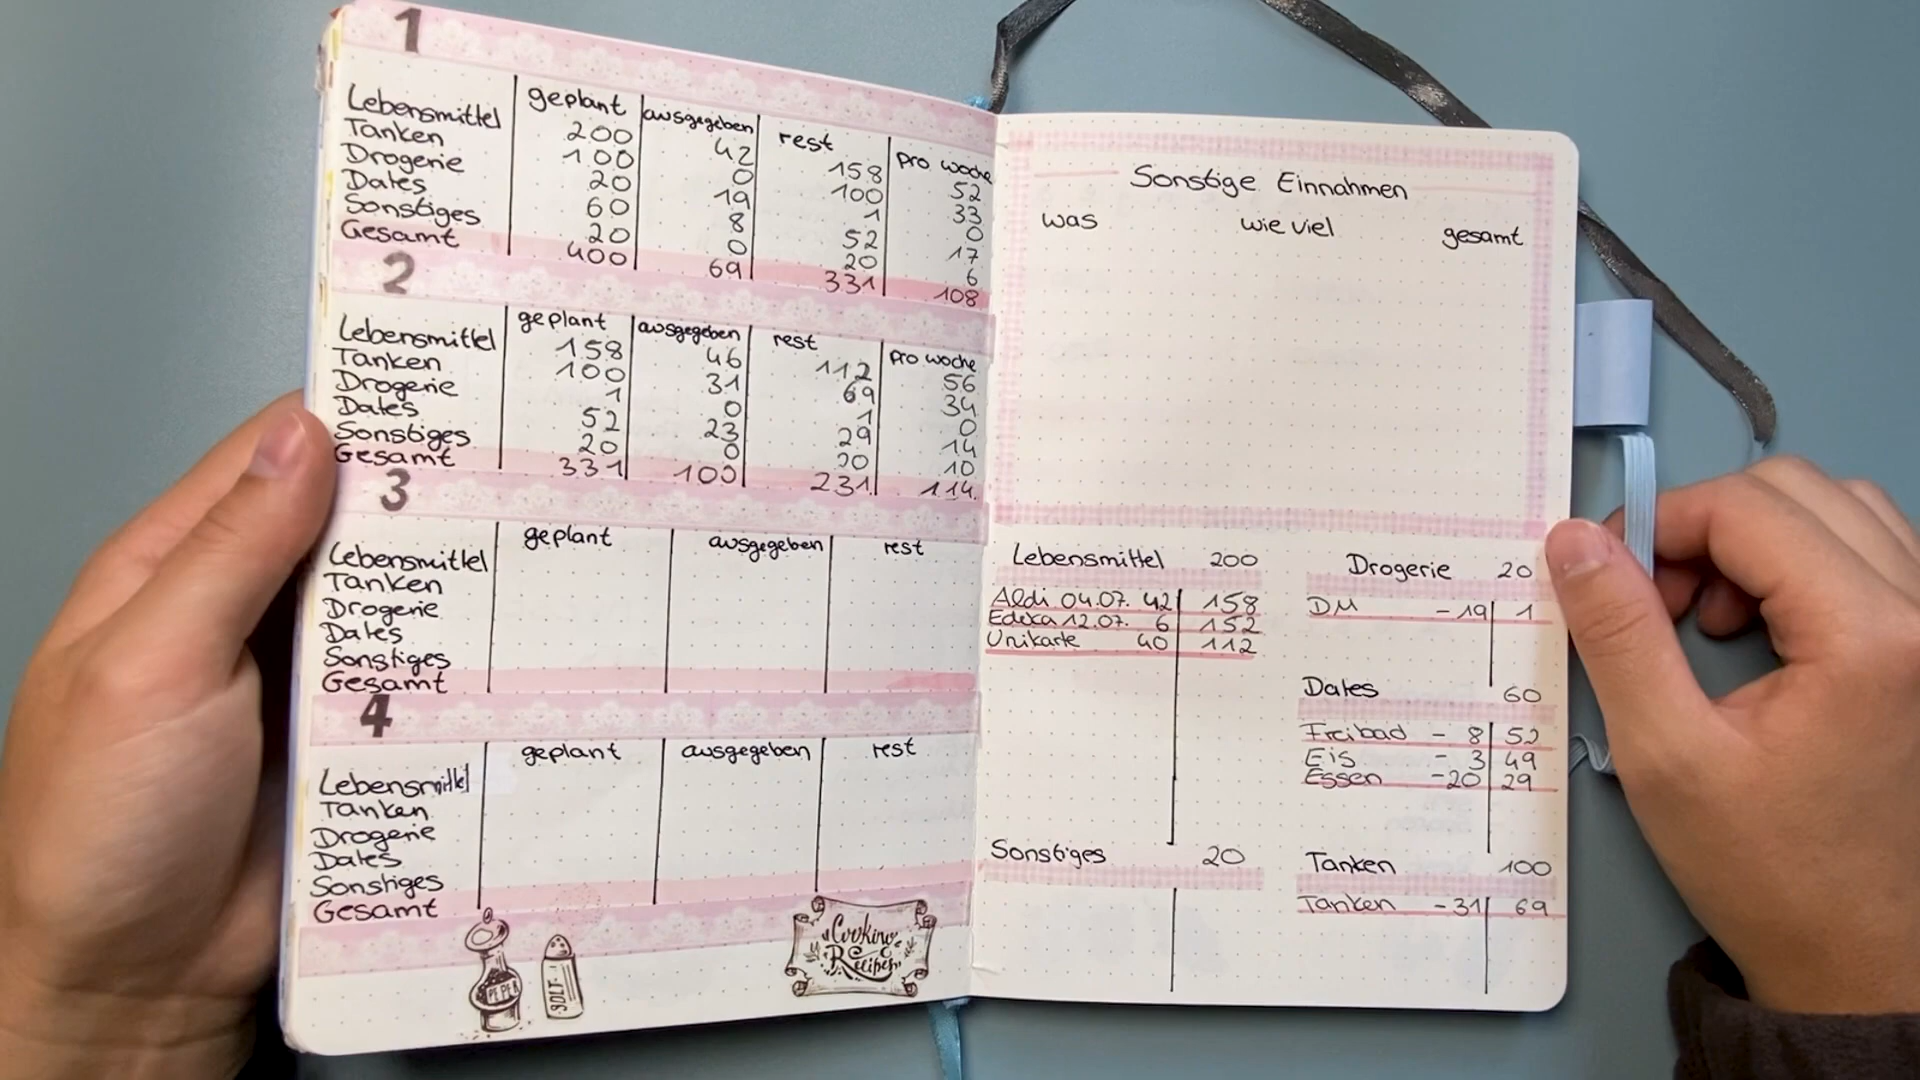 1
geplant ausgegeben rest pro woche
Lebensmittel 200 42 158 52
Tanken 100 0 100 33
Drogerie 20 19 1 0
Dates 60 8 52 17
Sonstiges 20 0 20 6
Gesamt 400 69 331 108
2
geplant ausgegeben rest pro woche
Lebensmittel 158 46 112 56
Tanken 100 31 69 34
Drogerie 1 0 1 0
Dates 52 23 29 14
Sonstiges 20 0 20 10
Gesamt 331 100 231 114
3
geplant ausgegeben rest
Lebensmittel
Tanken
Drogerie
Dates
Sonstiges
Gesamt
4
geplant ausgegeben rest
Lebensmittel
Tanken
Drogerie
Dates
Sonstiges
Gesamt
Cooking
Recipes
Sonstige Einnahmen
was wie viel gesamt
Lebensmittel 200
Aldi 04.07. 42 158
Edeka 12.07. 6 152
Unikarte 40 112
Sonstiges 20
Drogerie 20
DM - 19 1
Dates 60
Freibad - 8 52
Eis - 3 49
Essen - 20 29
Tanken 100
Tanken - 31 69